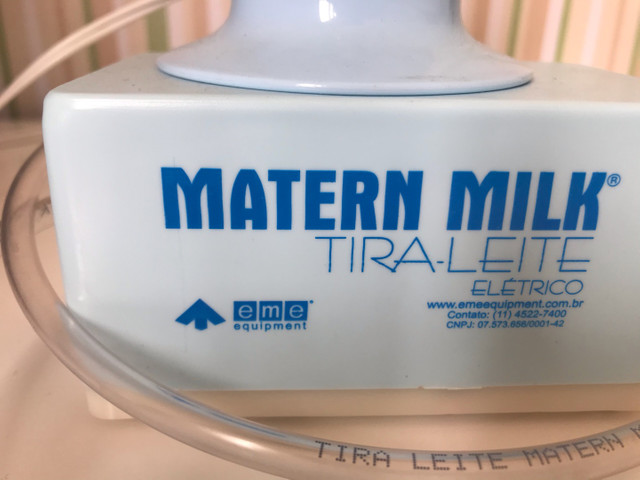 MATERN MILK®
TIRA-LEITE
ELÉTRICO
www.emeequipment.com.br
Contato: (11) 4522-7400
CNPJ: 07.573.656/0001-42
eme
equipment
TIRA LEITE MATERN M